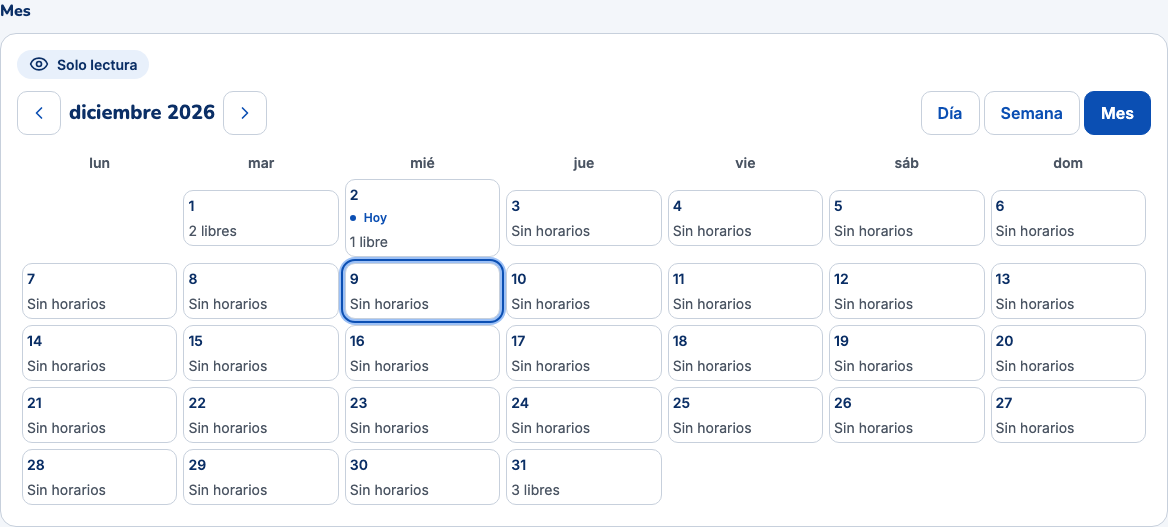 Mes
Solo lectura
diciembre 2026
Día Semana Mes
lun mar mié jue vie sáb dom
1 2 3 4 5 6
Hoy
2 libres 1 libre Sin horarios Sin horarios Sin horarios Sin horarios
7 8 9 10 11 12 13
Sin horarios Sin horarios Sin horarios Sin horarios Sin horarios Sin horarios Sin horarios
14 15 16 17 18 19 20
Sin horarios Sin horarios Sin horarios Sin horarios Sin horarios Sin horarios Sin horarios
21 22 23 24 25 26 27
Sin horarios Sin horarios Sin horarios Sin horarios Sin horarios Sin horarios Sin horarios
28 29 30 31
Sin horarios Sin horarios Sin horarios 3 libres